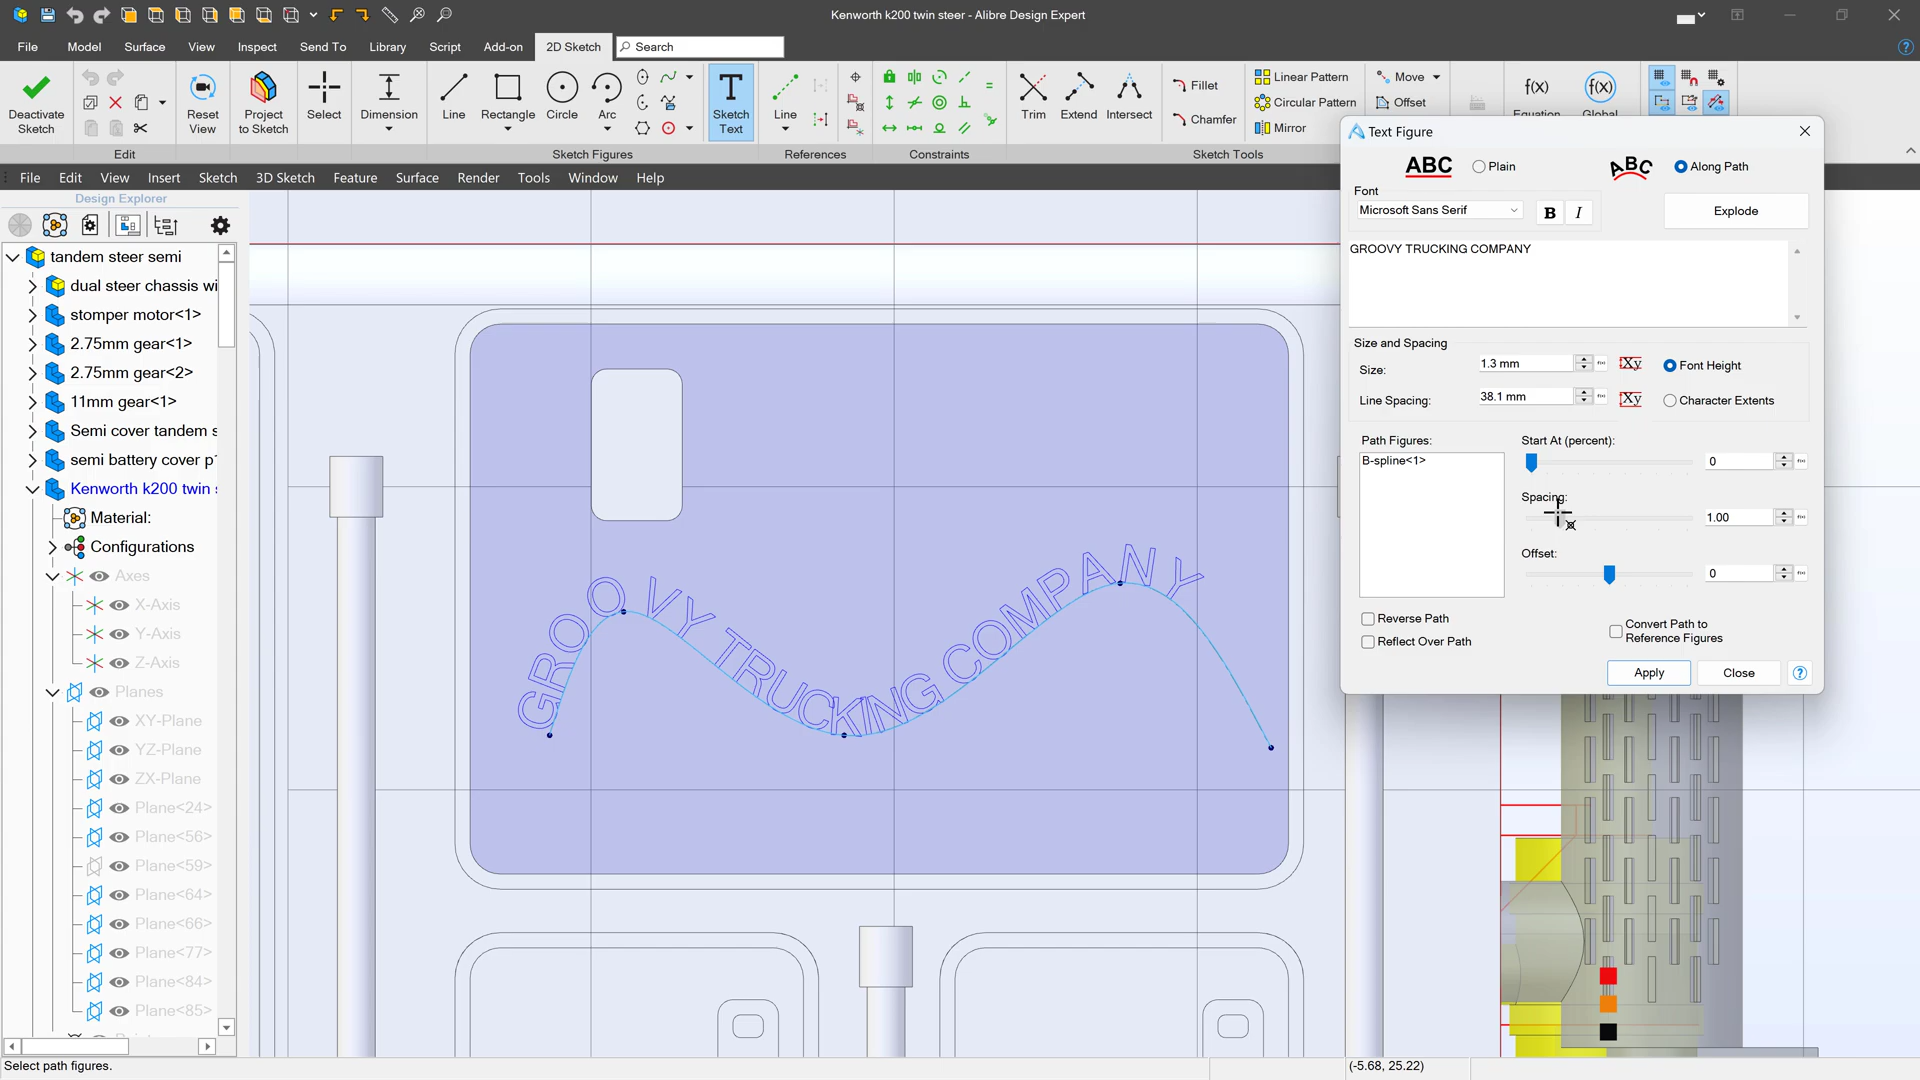 Kenworth k200 twin steer - Alibre Design Expert
File Model Surface View Inspect Send To Library Script Add-on 2D Sketch Search
Deactivate Sketch
Reset View
Project to Sketch
Select
Dimension
Line
Rectangle
Circle
Arc
Sketch Text
Line
Trim
Extend
Intersect
Fillet
Chamfer
Linear Pattern
Circular Pattern
Mirror
Move
Offset
f(x)
Equation
f(x)
Global
Edit
Sketch Figures
References
Constraints
Sketch Tools
File Edit View Insert Sketch 3D Sketch Feature Surface Render Tools Window Help
Design Explorer
tandem steer semi
dual steer chassis wi
stomper motor<1>
2.75mm gear<1>
2.75mm gear<2>
11mm gear<1>
Semi cover tandem s
semi battery cover p
Kenworth k200 twin
Material:
Configurations
Axes
X-Axis
Y-Axis
Z-Axis
Planes
XY-Plane
YZ-Plane
ZX-Plane
Plane<24>
Plane<56>
Plane<59>
Plane<64>
Plane<66>
Plane<77>
Plane<84>
Plane<85>
GROOVY TRUCKING COMPANY
Text Figure
ABC Plain
ABC Along Path
Font
Microsoft Sans Serif
B I
Explode
GROOVY TRUCKING COMPANY
Size and Spacing
Size: 1.3 mm Xy Font Height
Line Spacing: 38.1 mm Xy Character Extents
Path Figures:
B-spline<1>
Start At (percent):
0
Spacing:
1.00
Offset:
0
Reverse Path
Reflect Over Path
Convert Path to
Reference Figures
Apply Close ?
Select path figures.
(-5.68, 25.22)